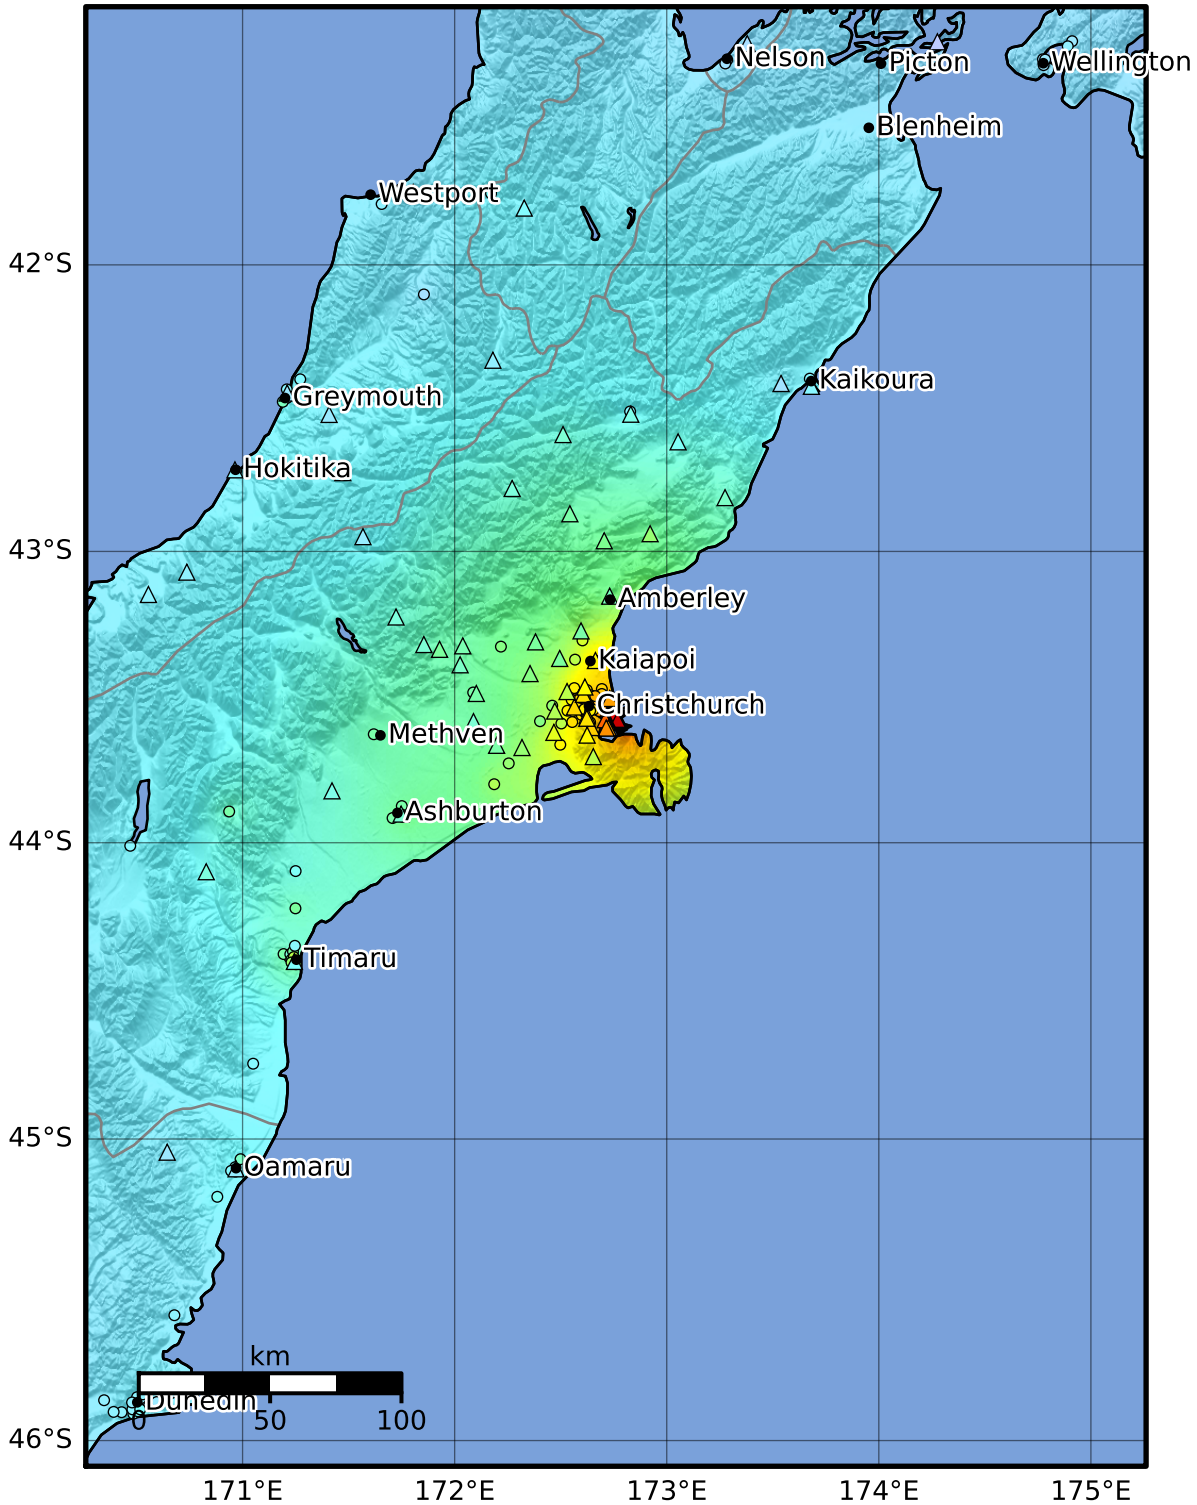 Nelson
Picton
Wellington
Blenheim
Westport
42°S
Kaikoura
Greymouth
Hokitika
43°S
Amberley
Kaiapoi
Christchurch
Methven
Ashburton
44°S
Timaru
45°S
Oamaru
km
Dunedin
0 50 100
46°S
171°E 172°E 173°E 174°E 175°E